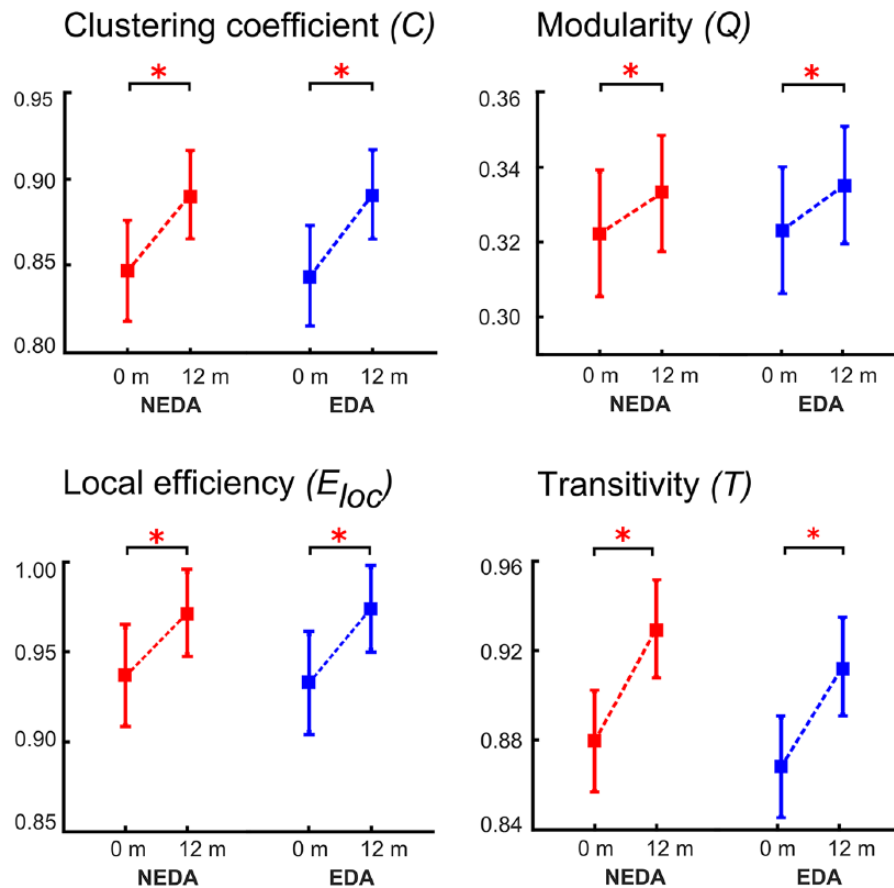 Clustering coefficient (C)
* *
0.95
0.90
0.85
0.80
0 m 12 m 0 m 12 m
NEDA EDA
Modularity (Q)
* *
0.36
0.34
0.32
0.30
0 m 12 m 0 m 12 m
NEDA EDA
Local efficiency (Eloc)
* *
1.00
0.95
0.90
0.85
0 m 12 m 0 m 12 m
NEDA EDA
Transitivity (T)
* *
0.96
0.92
0.88
0.84
0 m 12 m 0 m 12 m
NEDA EDA